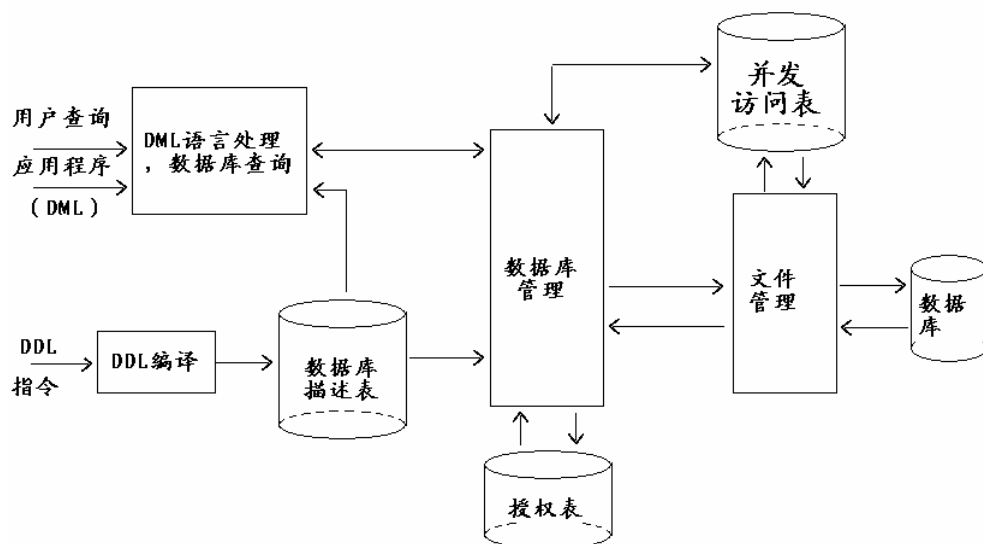 用户查询
应用程序
(DML)
DML语言处理
,数据库查询
并发
访问表
数据库
管理
文件
管理
数据
库
DDL
指令
DDL编译
数据库
描述表
授权表